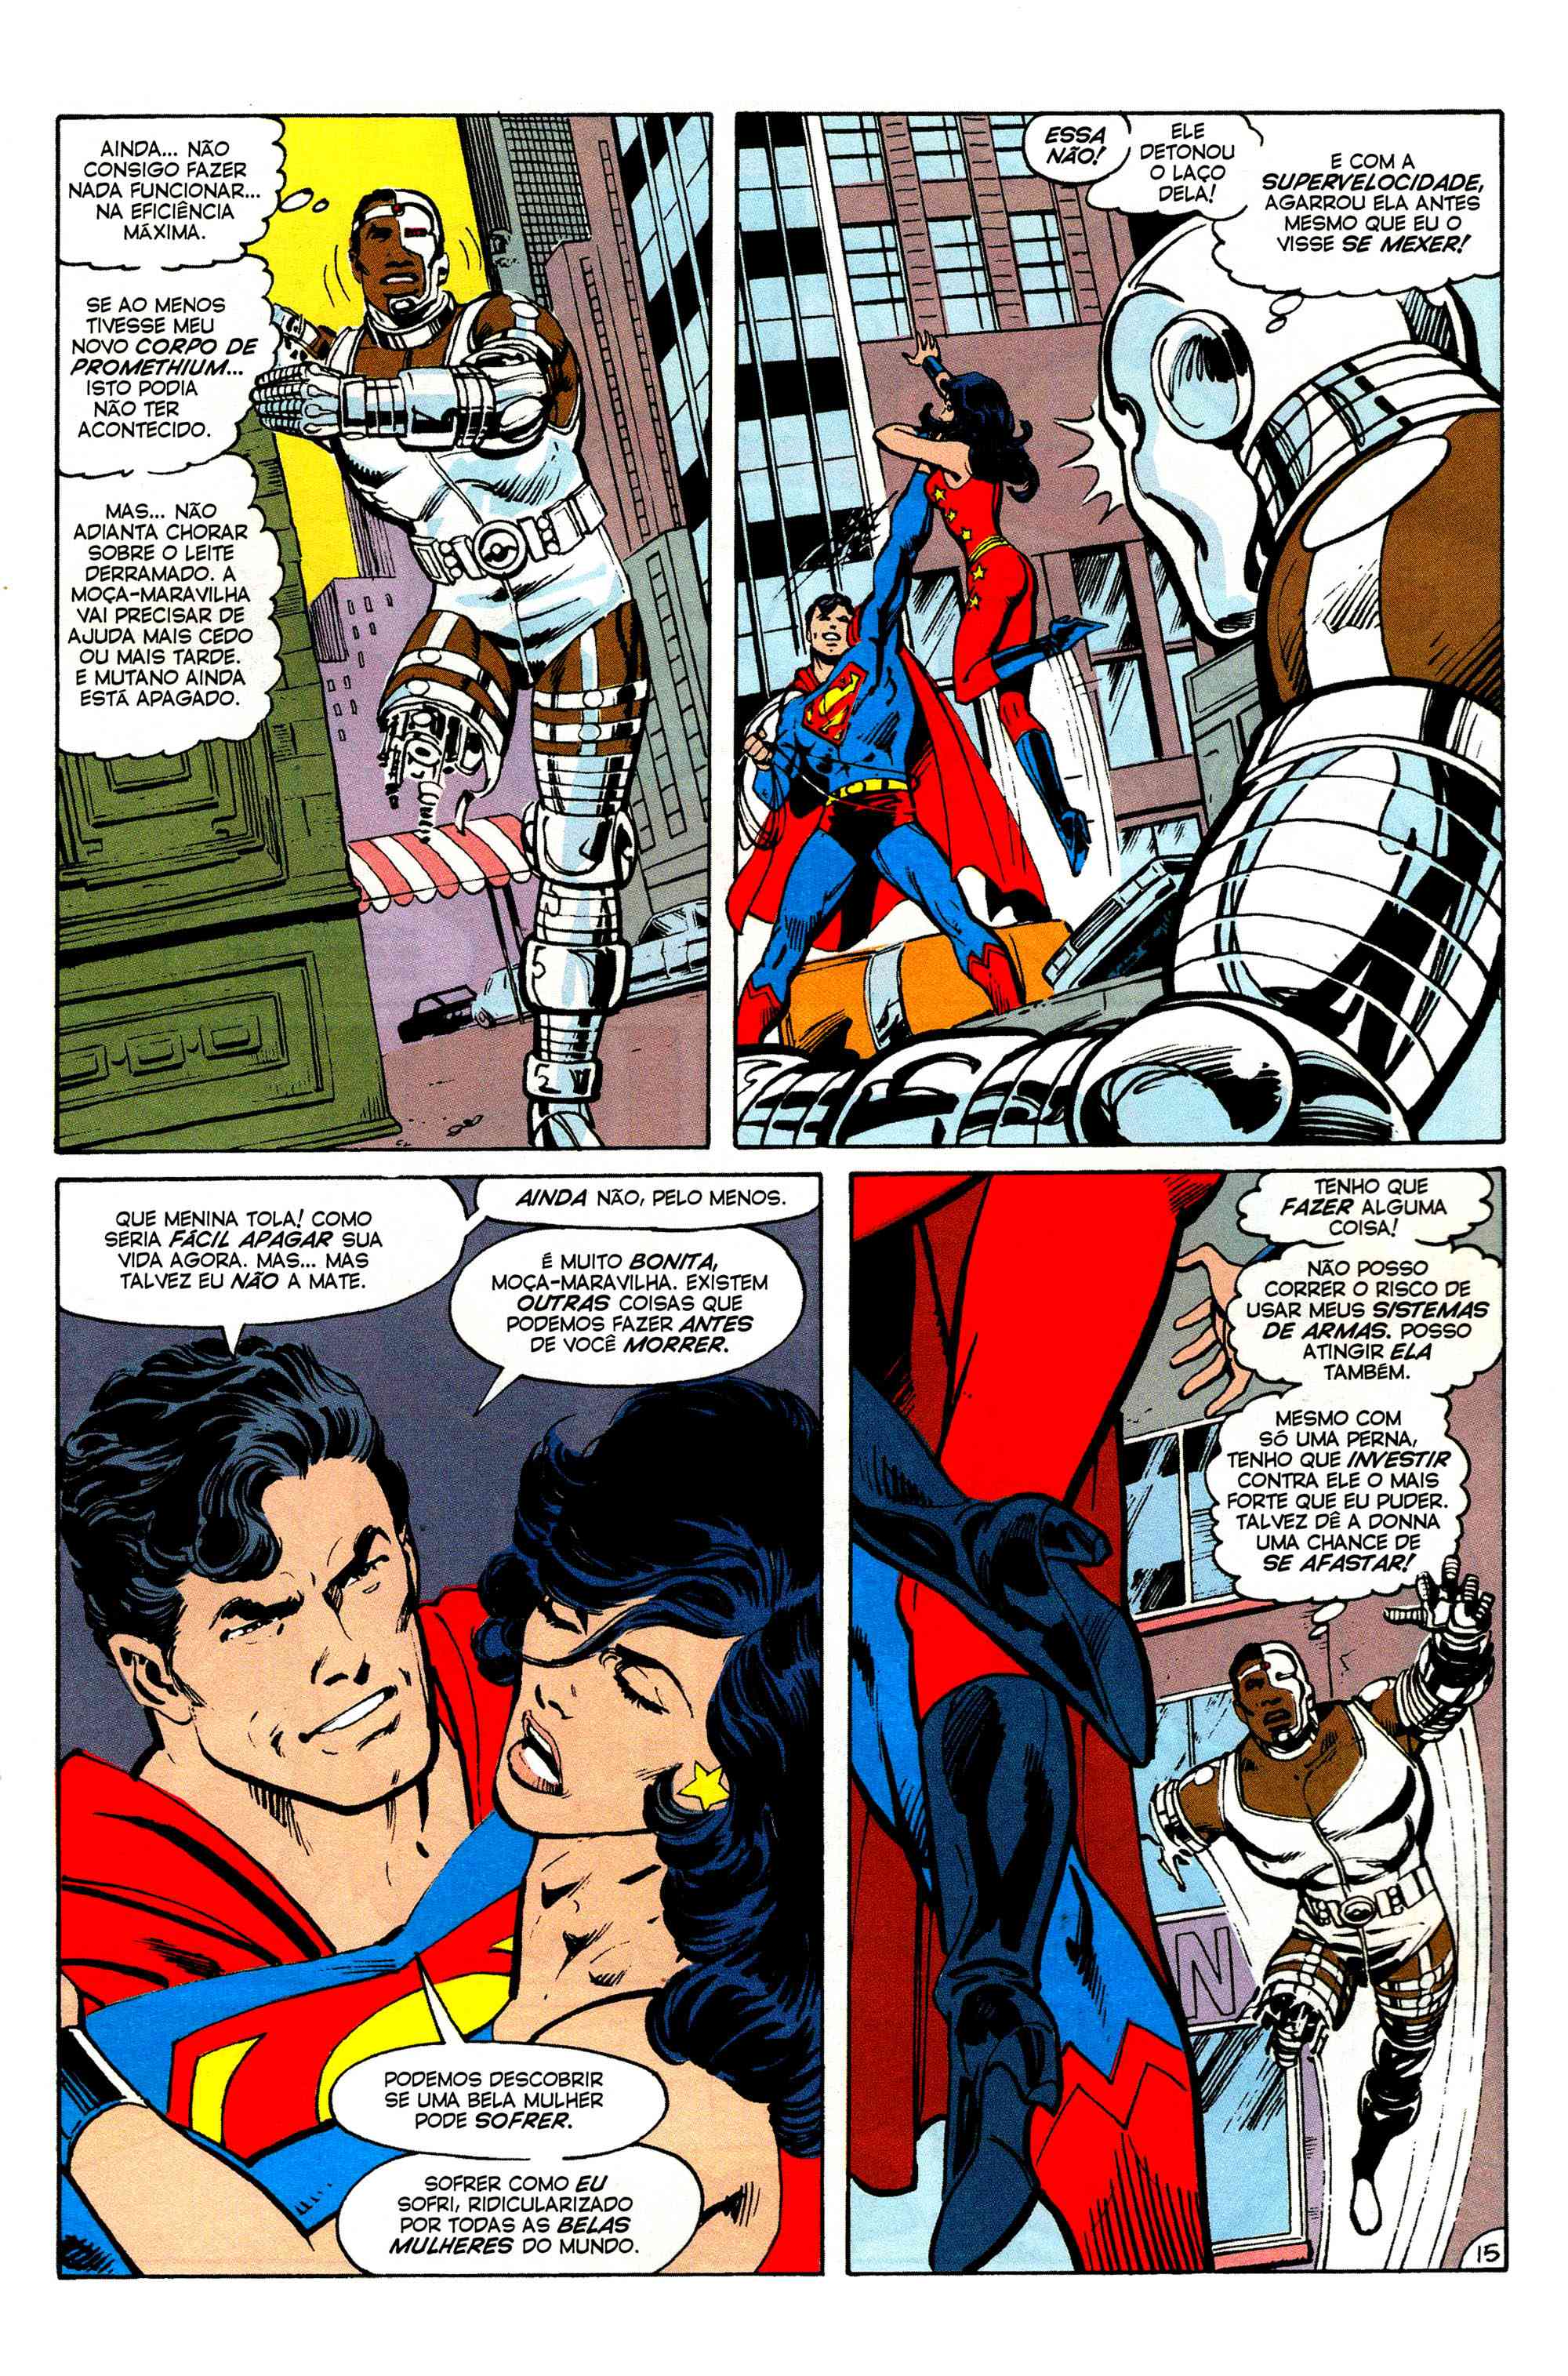 AINDA... NÃO
CONSIGO FAZER
NADA FUNCIONAR...
NA EFICIÊNCIA
MÁXIMA.
SE AO MENOS
TIVESSE MEU
NOVO CORPO DE
PROMETHIUM...
ISTO PODIA
NÃO TER
ACONTECIDO.
MAS... NÃO
ADIANTA CHORAR
SOBRE O LEITE
DERRAMADO. A
MOÇA-MARAVILHA
VAI PRECISAR DE
AJUDA MAIS CEDO
OU MAIS TARDE.
E MUTANO AINDA
ESTÁ APAGADO.
ESSA
NÃO!
ELE
DETONOU
O LAÇO
DELA!
E COM A
SUPERVELOCIDADE,
AGARROU ELA ANTES
MESMO QUE EU O
VISSE SE MEXER!
QUE MENINA TOLA! COMO
SERIA FÁCIL APAGAR SUA
VIDA AGORA. MAS... MAS
TALVEZ EU NÃO A MATE.
AINDA NÃO, PELO MENOS.
É MUITO BONITA,
MOÇA-MARAVILHA. EXISTEM
OUTRAS COISAS QUE
PODEMOS FAZER ANTES
DE VOCÊ MORRER.
PODEMOS DESCOBRIR
SE UMA BELA MULHER
PODE SOFRER.
SOFRER COMO EU
SOFRI, RIDICULARIZADO
POR TODAS AS BELAS
MULHERES DO MUNDO.
TENHO QUE
FAZER ALGUMA
COISA!
NÃO POSSO
CORRER O RISCO DE
USAR MEUS SISTEMAS
DE ARMAS. POSSO
ATINGIR ELA
TAMBÉM.
MESMO COM
SÓ UMA PERNA,
TENHO QUE INVESTIR
CONTRA ELE O MAIS
FORTE QUE EU PUDER.
TALVEZ DÊ A DONNA
UMA CHANCE DE
SE AFASTAR!
N
15